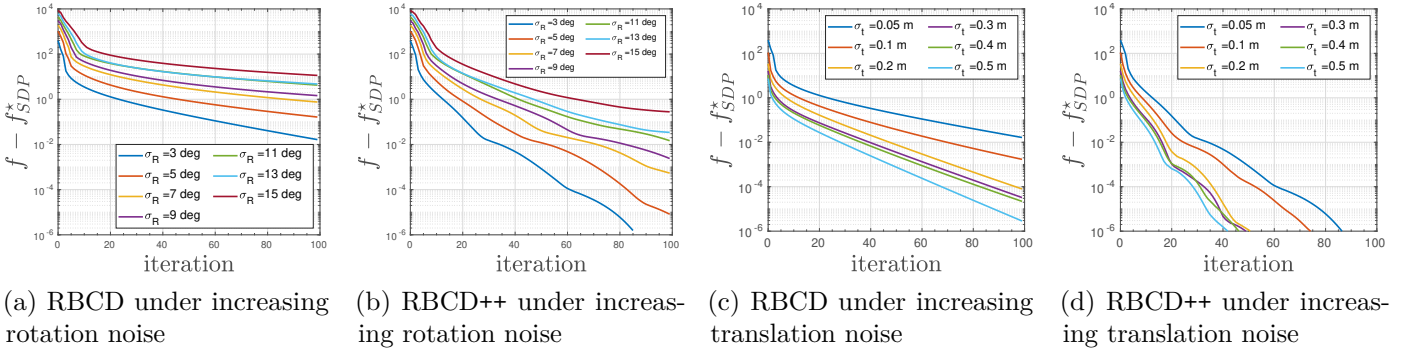 10^4
10^2
10^0
10^-2
10^-4
10^-6
f − f*_SDP
0 20 40 60 80 100
iteration
σ_R =3 deg
σ_R =5 deg
σ_R =7 deg
σ_R =9 deg
σ_R =11 deg
σ_R =13 deg
σ_R =15 deg
(a) RBCD under increasing
rotation noise
10^4
10^2
10^0
10^-2
10^-4
10^-6
f − f*_SDP
0 20 40 60 80 100
iteration
σ_R =3 deg
σ_R =5 deg
σ_R =7 deg
σ_R =9 deg
σ_R =11 deg
σ_R =13 deg
σ_R =15 deg
(b) RBCD++ under increas-
ing rotation noise
10^4
10^2
10^0
10^-2
10^-4
10^-6
f − f*_SDP
0 20 40 60 80 100
iteration
σ_t =0.05 m
σ_t =0.1 m
σ_t =0.2 m
σ_t =0.3 m
σ_t =0.4 m
σ_t =0.5 m
(c) RBCD under increasing
translation noise
10^4
10^2
10^0
10^-2
10^-4
10^-6
f − f*_SDP
0 20 40 60 80 100
iteration
σ_t =0.05 m
σ_t =0.1 m
σ_t =0.2 m
σ_t =0.3 m
σ_t =0.4 m
σ_t =0.5 m
(d) RBCD++ under increas-
ing translation noise